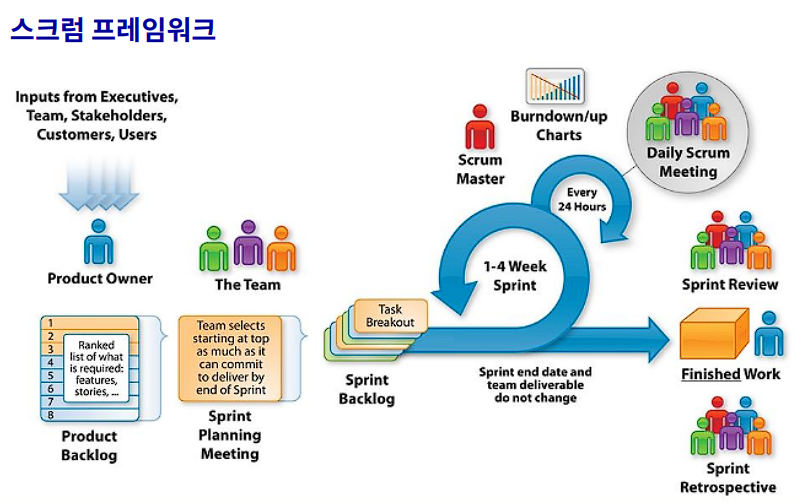 스크럼 프레임워크
Inputs from Executives,
Team, Stakeholders,
Customers, Users
Product Owner
The Team
1
2
3
4
5
6
7
8
Ranked
list of what
is required:
features,
stories, ...
Product
Backlog
Team selects
starting at top
as much as it
can commit
to deliver by
end of Sprint
Sprint
Planning
Meeting
Task
Breakout
Sprint
Backlog
Scrum
Master
Burndown/up
Charts
Daily Scrum
Meeting
Every
24 Hours
1-4 Week
Sprint
Sprint end date and
team deliverable
do not change
Sprint Review
Finished Work
Sprint
Retrospective